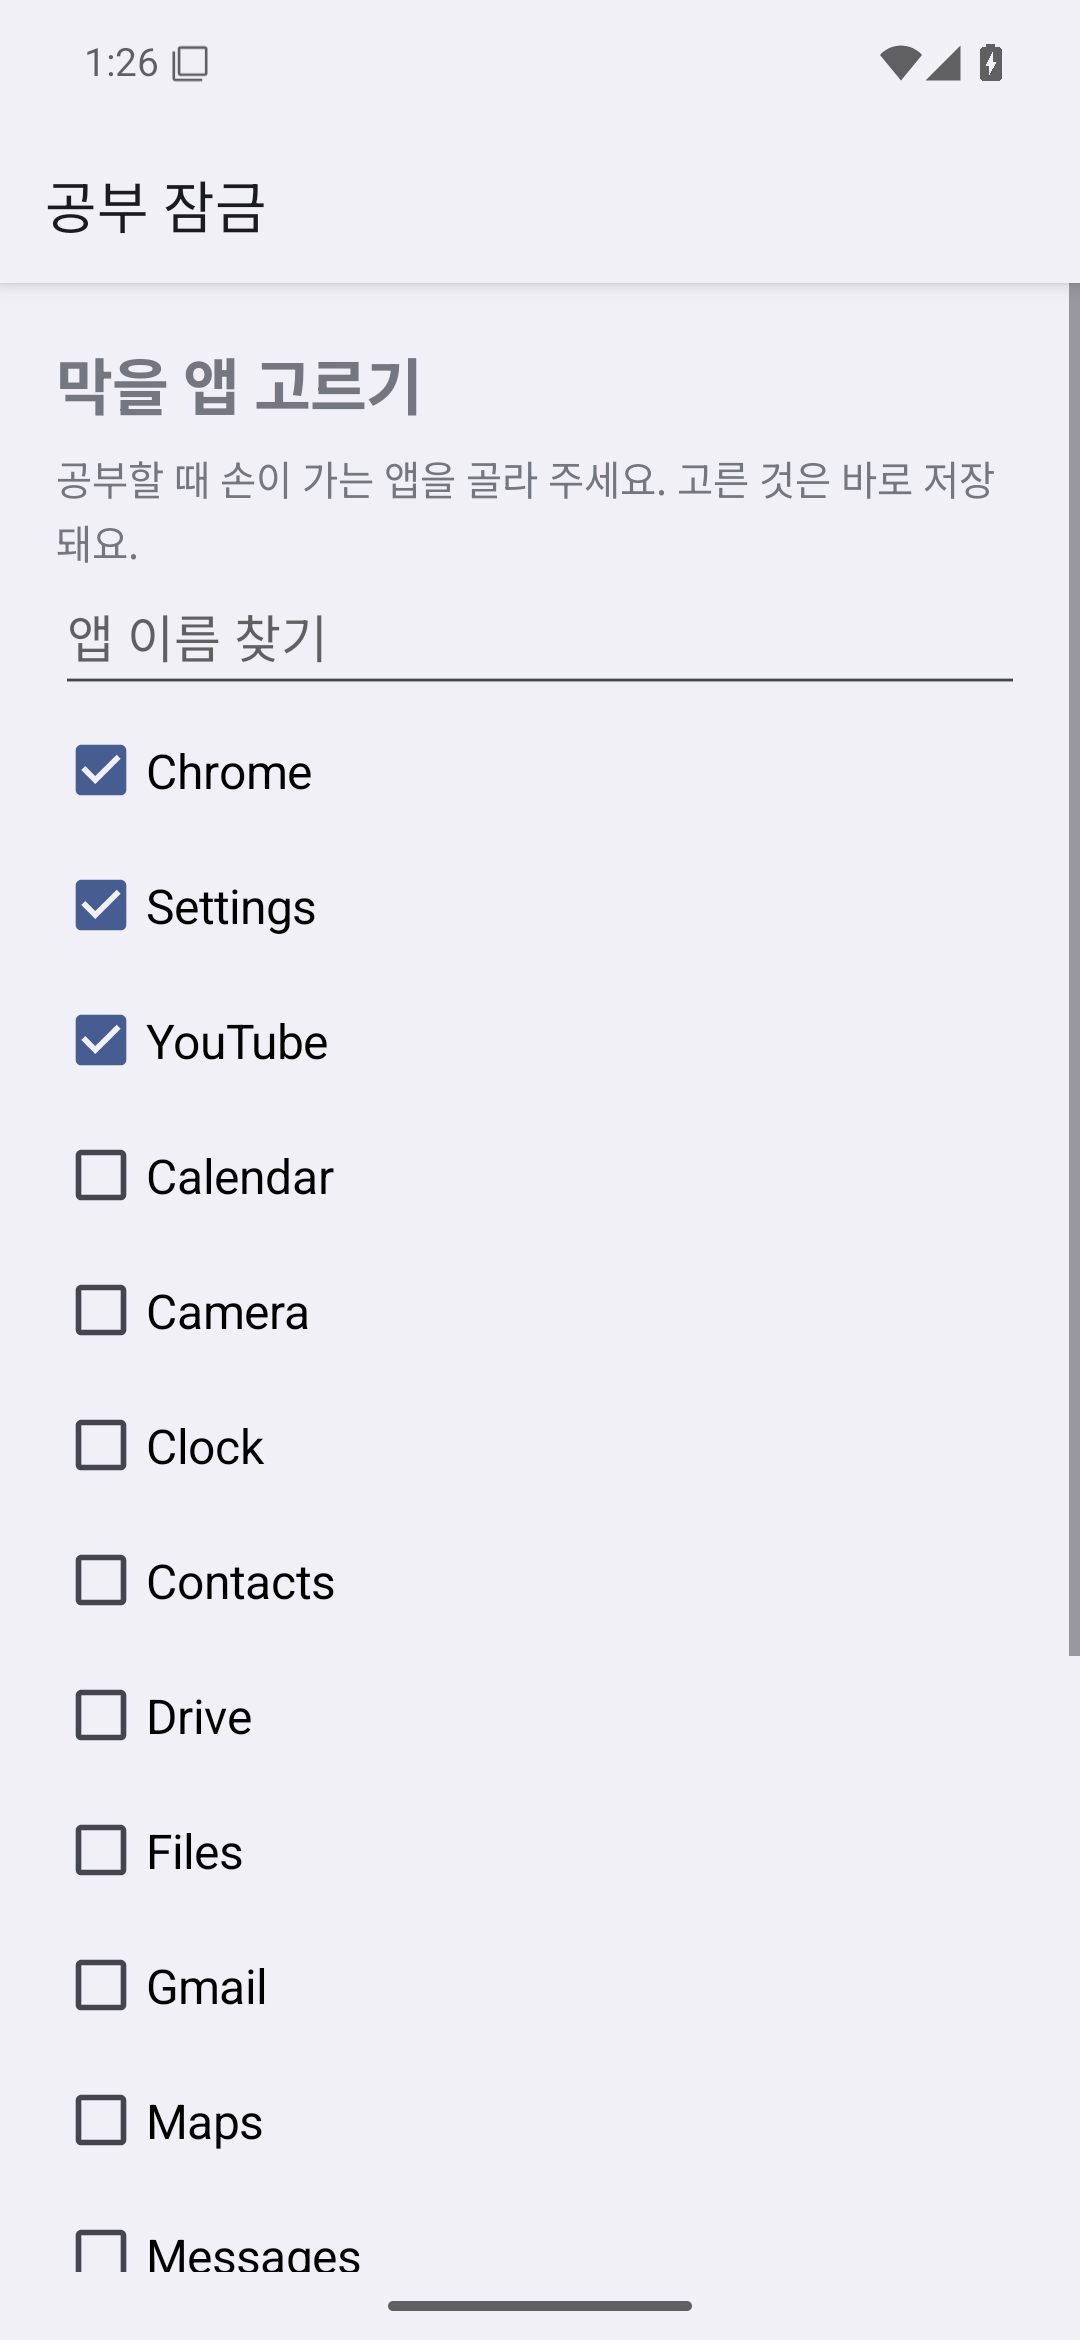 1:26
공부 잠금
막을 앱 고르기
공부할 때 손이 가는 앱을 골라 주세요. 고른 것은 바로 저장
돼요.
앱 이름 찾기
Chrome
Settings
YouTube
Calendar
Camera
Clock
Contacts
Drive
Files
Gmail
Maps
Messages